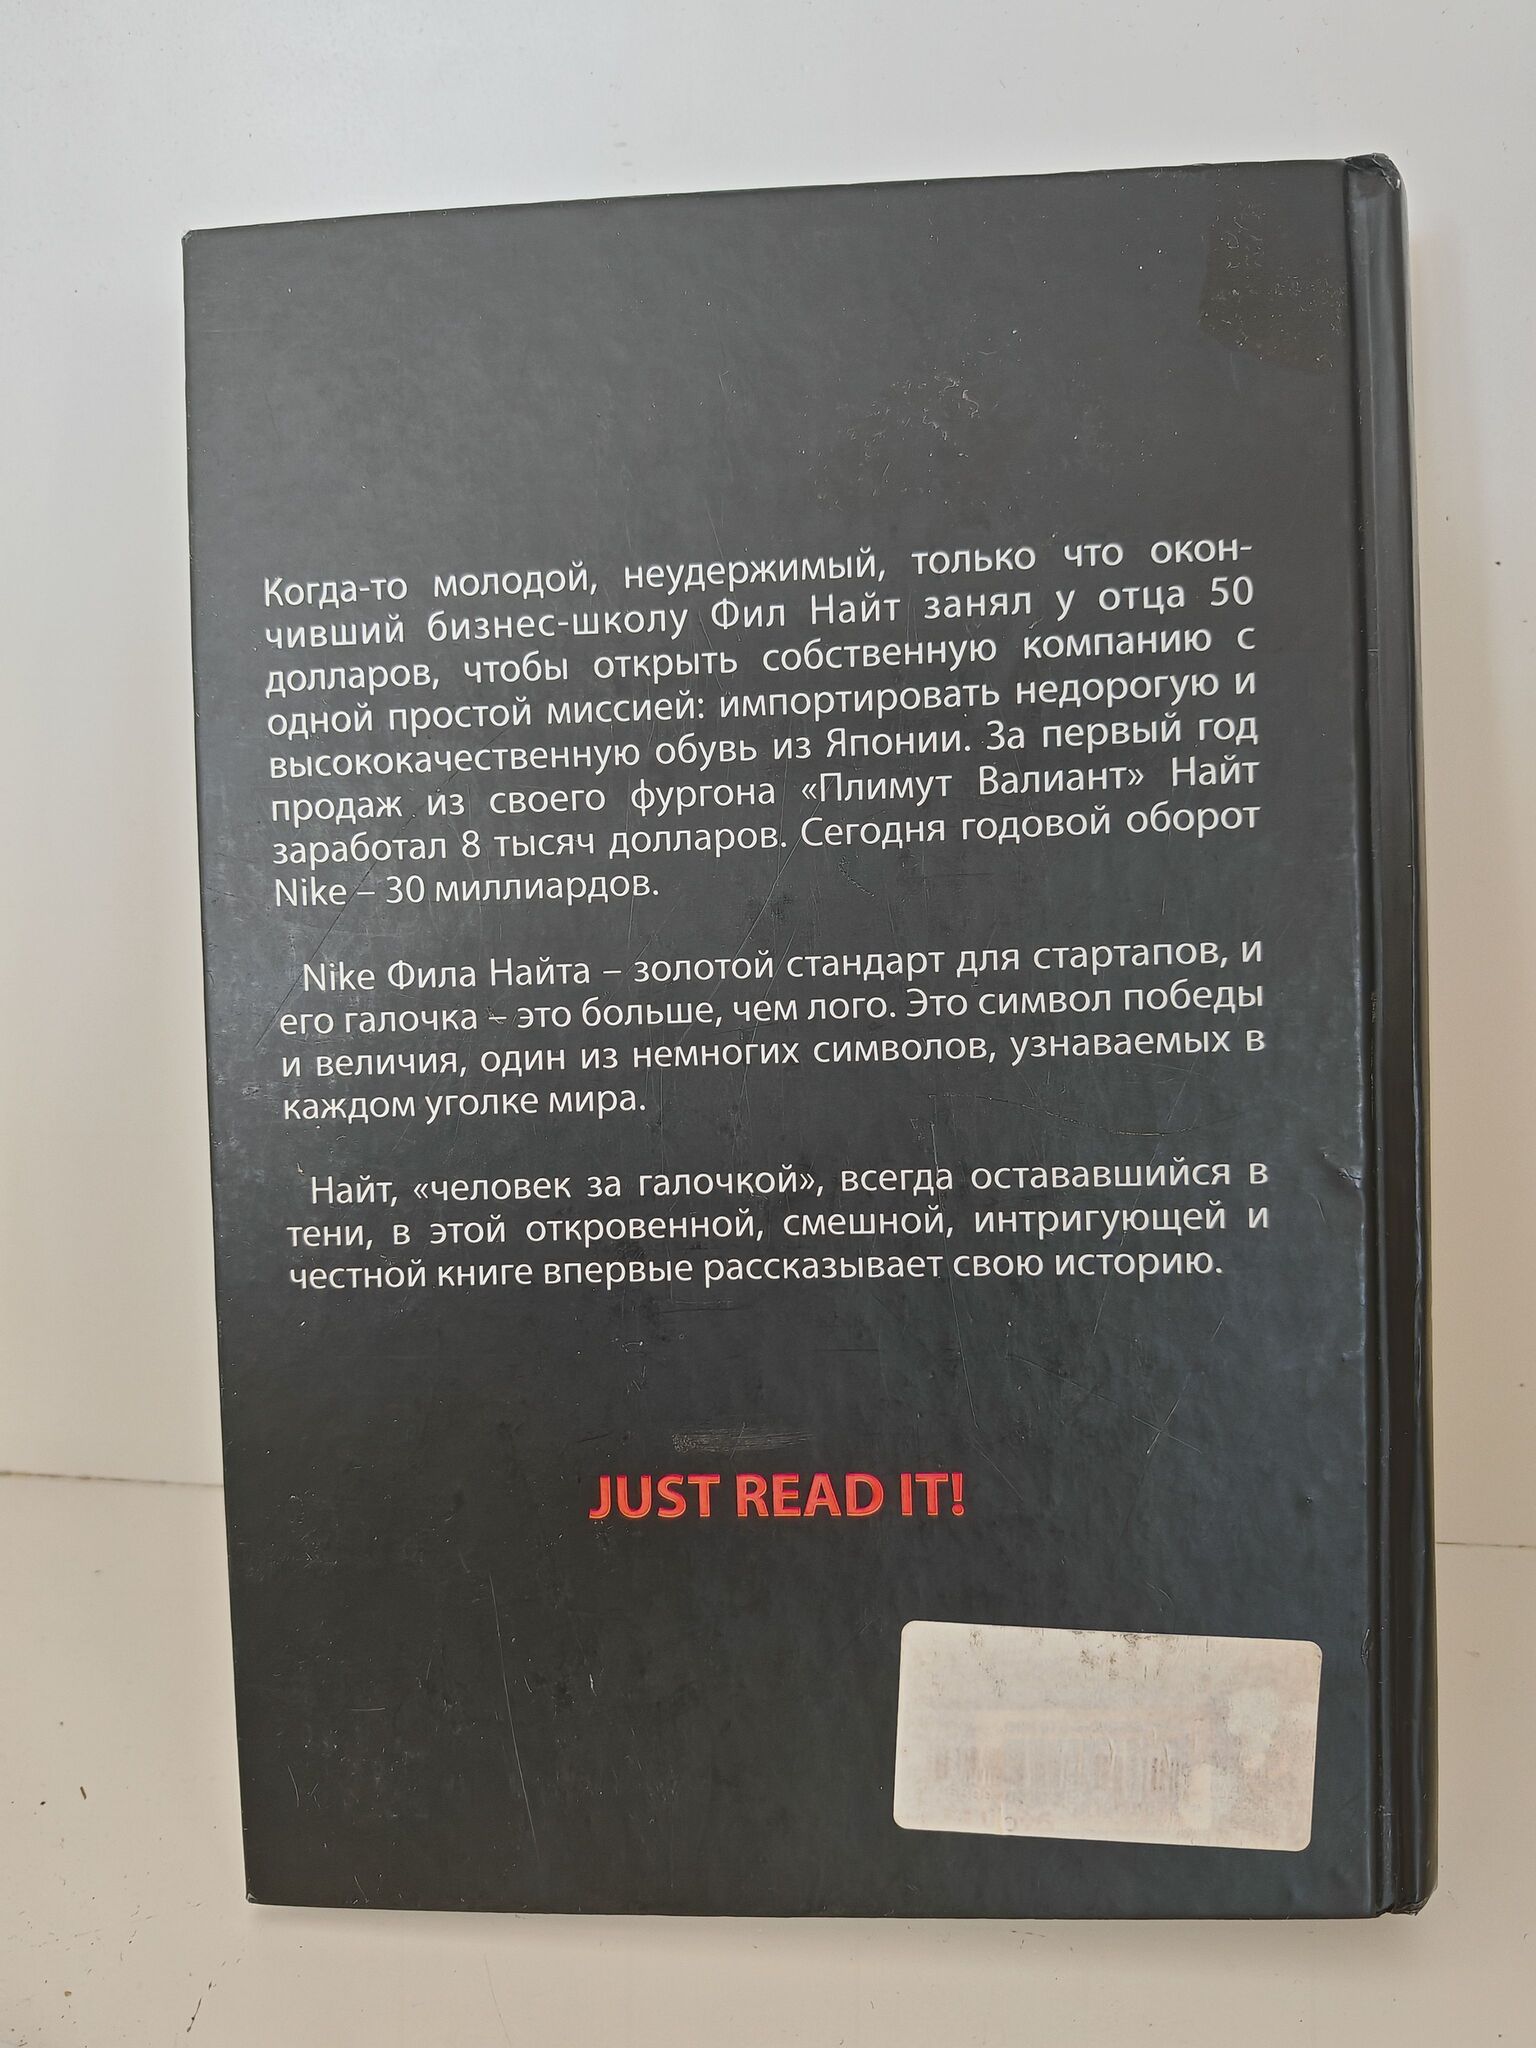 Когда-то молодой, неудержимый, только что окон-
чивший бизнес-школу Фил Найт занял у отца 50
долларов, чтобы открыть собственную компанию с
одной простой миссией: импортировать недорогую и
высококачественную обувь из Японии. За первый год
продаж из своего фургона «Плимут Валиант» Найт
заработал 8 тысяч долларов. Сегодня годовой оборот
Nike – 30 миллиардов.
Nike Фила Найта – золотой стандарт для стартапов, и
его галочка – это больше, чем лого. Это символ победы
и величия, один из немногих символов, узнаваемых в
каждом уголке мира.
Найт, «человек за галочкой», всегда остававшийся в
тени, в этой откровенной, смешной, интригующей и
честной книге впервые рассказывает свою историю.
JUST READ IT!